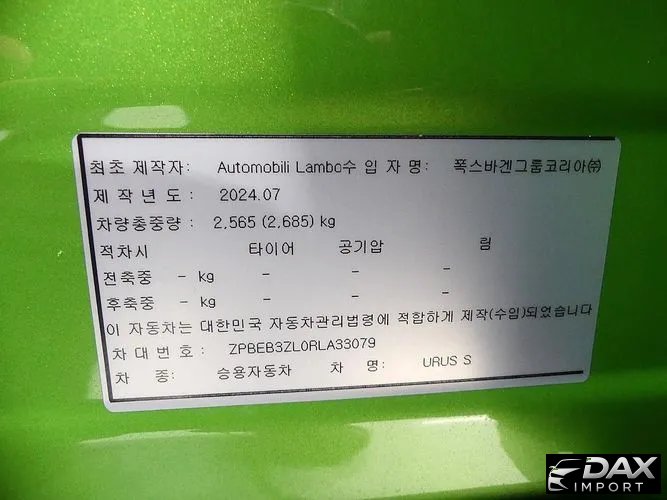 최초 제작자: Automobili Lambo수 입 자 명: 폭스바겐그룹코리아㈜
제 작 년 도 : 2024.07
차량총중량 : 2,565 (2,685) kg
적차시 타이어 공기압 림
전축중 - kg - - -
후축중 - kg - - -
이 자동차는 대한민국 자동차관리법령에 적합하게 제작(수입)되었습니다
차 대 번 호 : ZPBEB3ZL0RLA33079
차 종: 승용자동차 차 명: URUS S
DAX
IMPORT